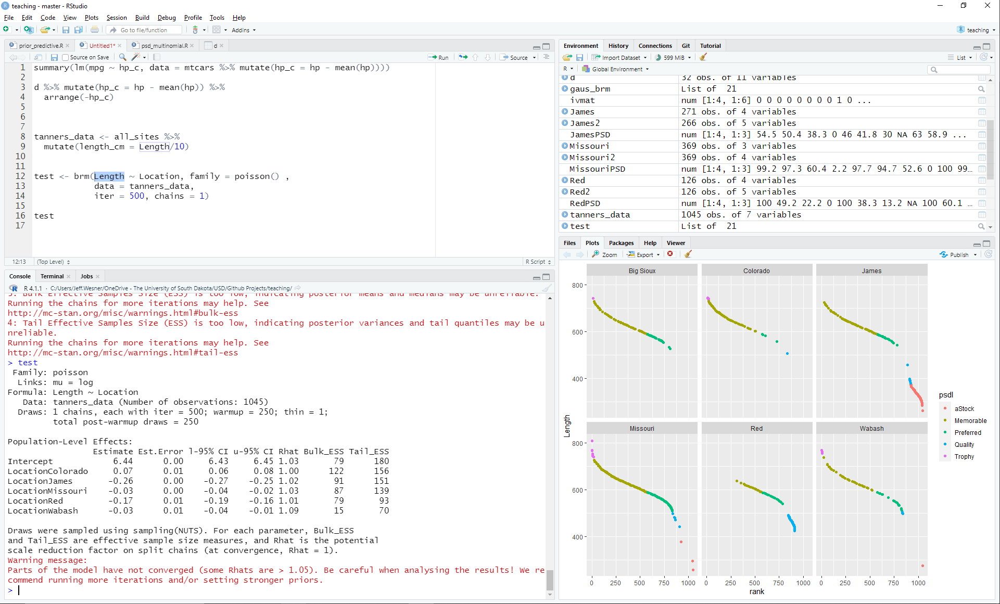 teaching - master - RStudio
File Edit Code View Plots Session Build Debug Profile Tools Help
Go to file/function Addins teaching
prior_predictive.R Untitled1* psd_multinomial.R d
Source on Save Run Source
1 summary(lm(mpg ~ hp_c, data = mtcars %>% mutate(hp_c = hp - mean(hp))))
2
3 d %>% mutate(hp_c = hp - mean(hp)) %>%
4 arrange(-hp_c)
5
6
7
8 tanners_data <- all_sites %>%
9 mutate(length_cm = Length/10)
10
11
12 test <- brm(Length ~ Location, family = poisson() ,
13 data = tanners_data,
14 iter = 500, chains = 1)
15
16 test
17
12:13 (Top Level) R Script
Console Terminal Jobs
R 4.1.1 · C:/Users/Jeff.Wesner/OneDrive - The University of South Dakota/USD/Github Projects/teaching/
3: Bulk Effective Samples Size (ESS) is too low, indicating posterior means and medians may be unreliable.
Running the chains for more iterations may help. See
http://mc-stan.org/misc/warnings.html#bulk-ess
4: Tail Effective Samples Size (ESS) is too low, indicating posterior variances and tail quantiles may be u
nreliable.
Running the chains for more iterations may help. See
http://mc-stan.org/misc/warnings.html#tail-ess
> test
Family: poisson
Links: mu = log
Formula: Length ~ Location
Data: tanners_data (Number of observations: 1045)
Draws: 1 chains, each with iter = 500; warmup = 250; thin = 1;
total post-warmup draws = 250
Population-Level Effects:
Estimate Est.Error l-95% CI u-95% CI Rhat Bulk_ESS Tail_ESS
Intercept 6.44 0.00 6.43 6.45 1.03 79 180
LocationColorado 0.07 0.01 0.06 0.08 1.00 122 156
LocationJames -0.26 0.00 -0.27 -0.25 1.02 91 151
LocationMissouri -0.03 0.00 -0.04 -0.02 1.03 87 139
LocationRed -0.17 0.01 -0.19 -0.16 1.01 79 93
LocationWabash -0.03 0.01 -0.04 -0.01 1.09 15 70
Draws were sampled using sampling(NUTS). For each parameter, Bulk_ESS
and Tail_ESS are effective sample size measures, and Rhat is the potential
scale reduction factor on split chains (at convergence, Rhat = 1).
Warning message:
Parts of the model have not converged (some Rhats are > 1.05). Be careful when analysing the results! We re
commend running more iterations and/or setting stronger priors.
>
Environment History Connections Git Tutorial
Import Dataset 599 MiB List
R Global Environment
d 32 obs. of 11 variables
gaus_brm List of 21
ivmat num [1:4, 1:6] 0 0 0 0 0 0 0 0 1 0 ...
James 271 obs. of 4 variables
James2 266 obs. of 5 variables
JamesPSD num [1:4, 1:3] 54.5 50.4 38.3 0 46 41.8 30 NA 63 58.9 ...
Missouri 369 obs. of 3 variables
Missouri2 369 obs. of 4 variables
MissouriPSD num [1:4, 1:3] 99.2 97.3 60.4 2.2 97.7 94.7 52.6 0 100 99…
Red 126 obs. of 4 variables
Red2 126 obs. of 5 variables
RedPSD num [1:4, 1:3] 100 49.2 22.2 0 100 38.3 13.2 NA 100 60.1 …
tanners_data 1045 obs. of 7 variables
test List of 21
Files Plots Packages Help Viewer
Zoom Export Publish
Big Sioux Colorado James
800
600
400
Missouri Red Wabash
800
600
400
0 250 500 750 1000 0 250 500 750 1000 0 250 500 750 1000
rank
Length
psdl
aStock
Memorable
Preferred
Quality
Trophy